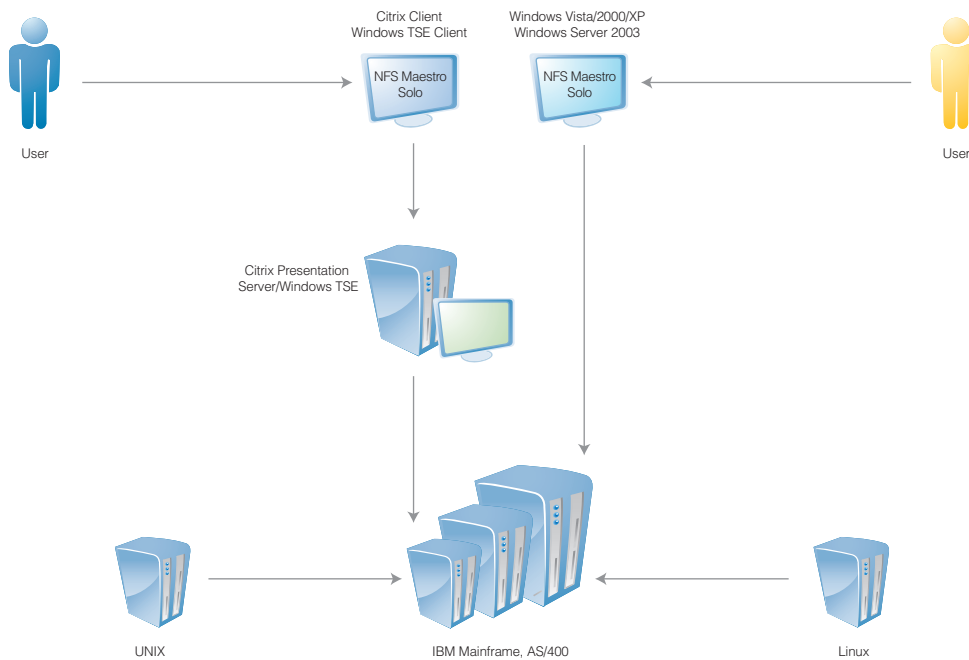 Citrix Client
Windows TSE Client
Windows Vista/2000/XP
Windows Server 2003
NFS Maestro
Solo
NFS Maestro
Solo
User
User
Citrix Presentation
Server/Windows TSE
UNIX
IBM Mainframe, AS/400
Linux